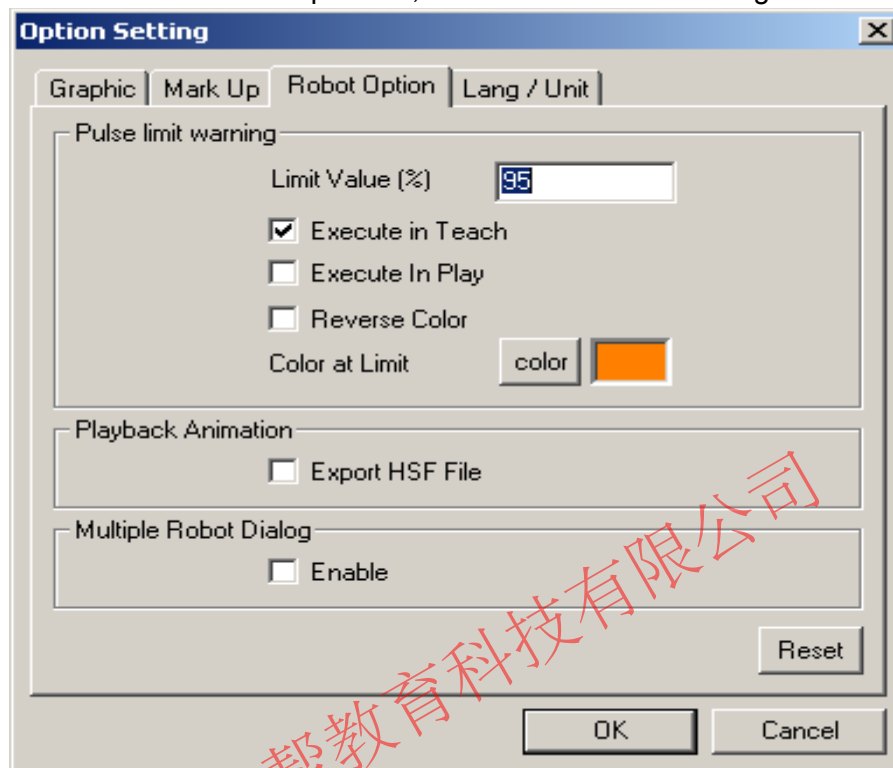 Option Setting
Graphic Mark Up Robot Option Lang / Unit
Pulse limit warning
Limit Value (%) 95
Execute in Teach
Execute In Play
Reverse Color
Color at Limit color
Playback Animation
Export HSF File
Multiple Robot Dialog
Enable
Reset
OK Cancel
帮教育科技有限公司